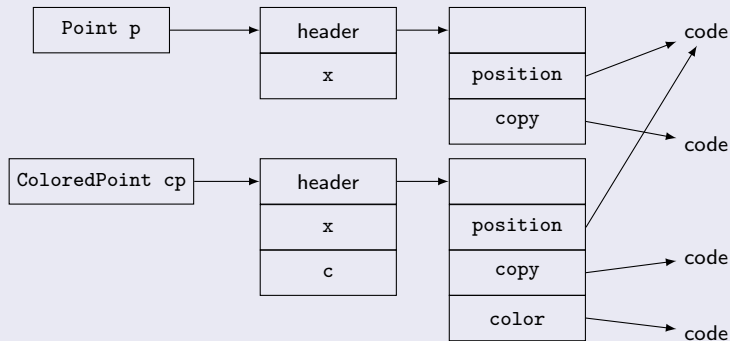 Point p
header
code
x
position
copy
code
ColoredPoint cp
header
x
position
c
copy
code
color
code